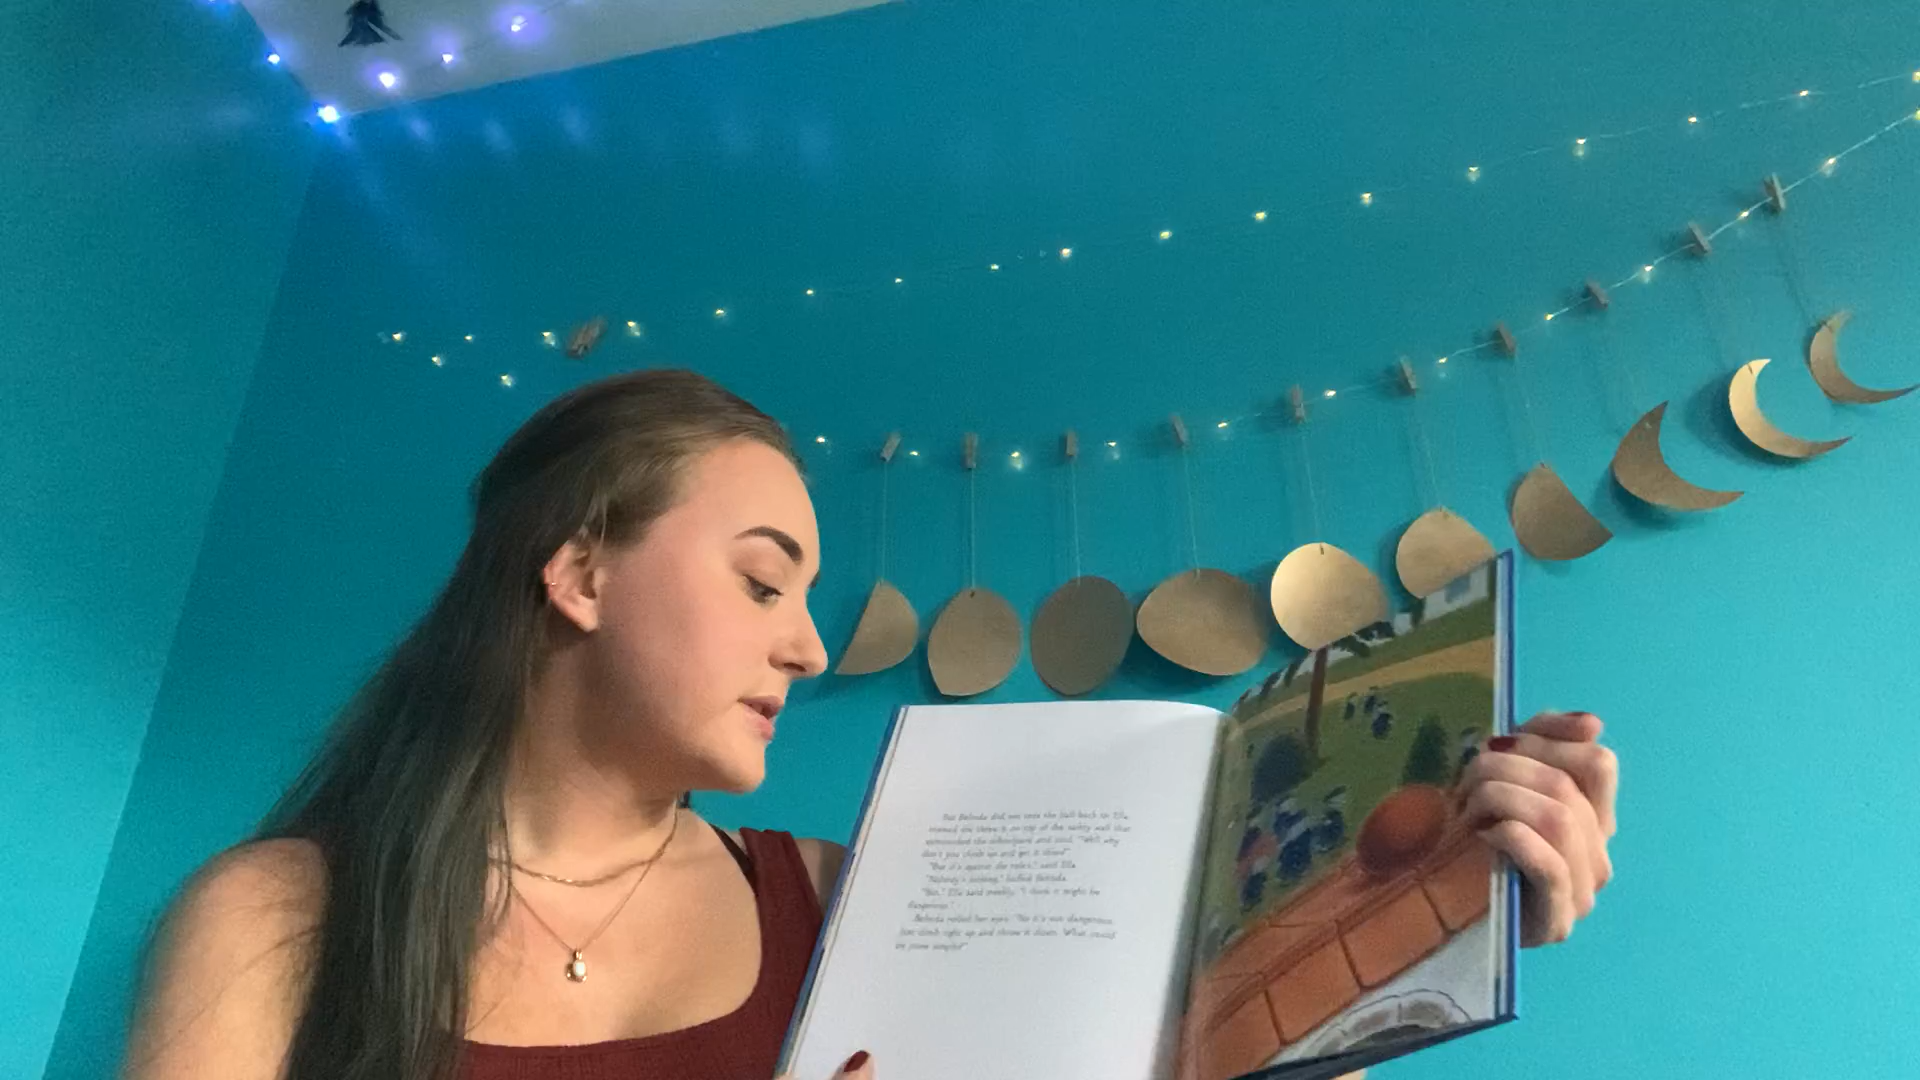 But Belinda did not toss the ball back to Ella.
Instead she threw it on top of the safety wall that
surrounded the schoolyard and said, "Well why
don't you climb up and get it then?"
"But it's against the rules," said Ella.
"Nobody's looking," huffed Belinda.
"But," Ella said meekly, "I think it might be
dangerous."
Belinda rolled her eyes. "No it's not dangerous.
Just climb right up and throw it down. What could
be more simple?"